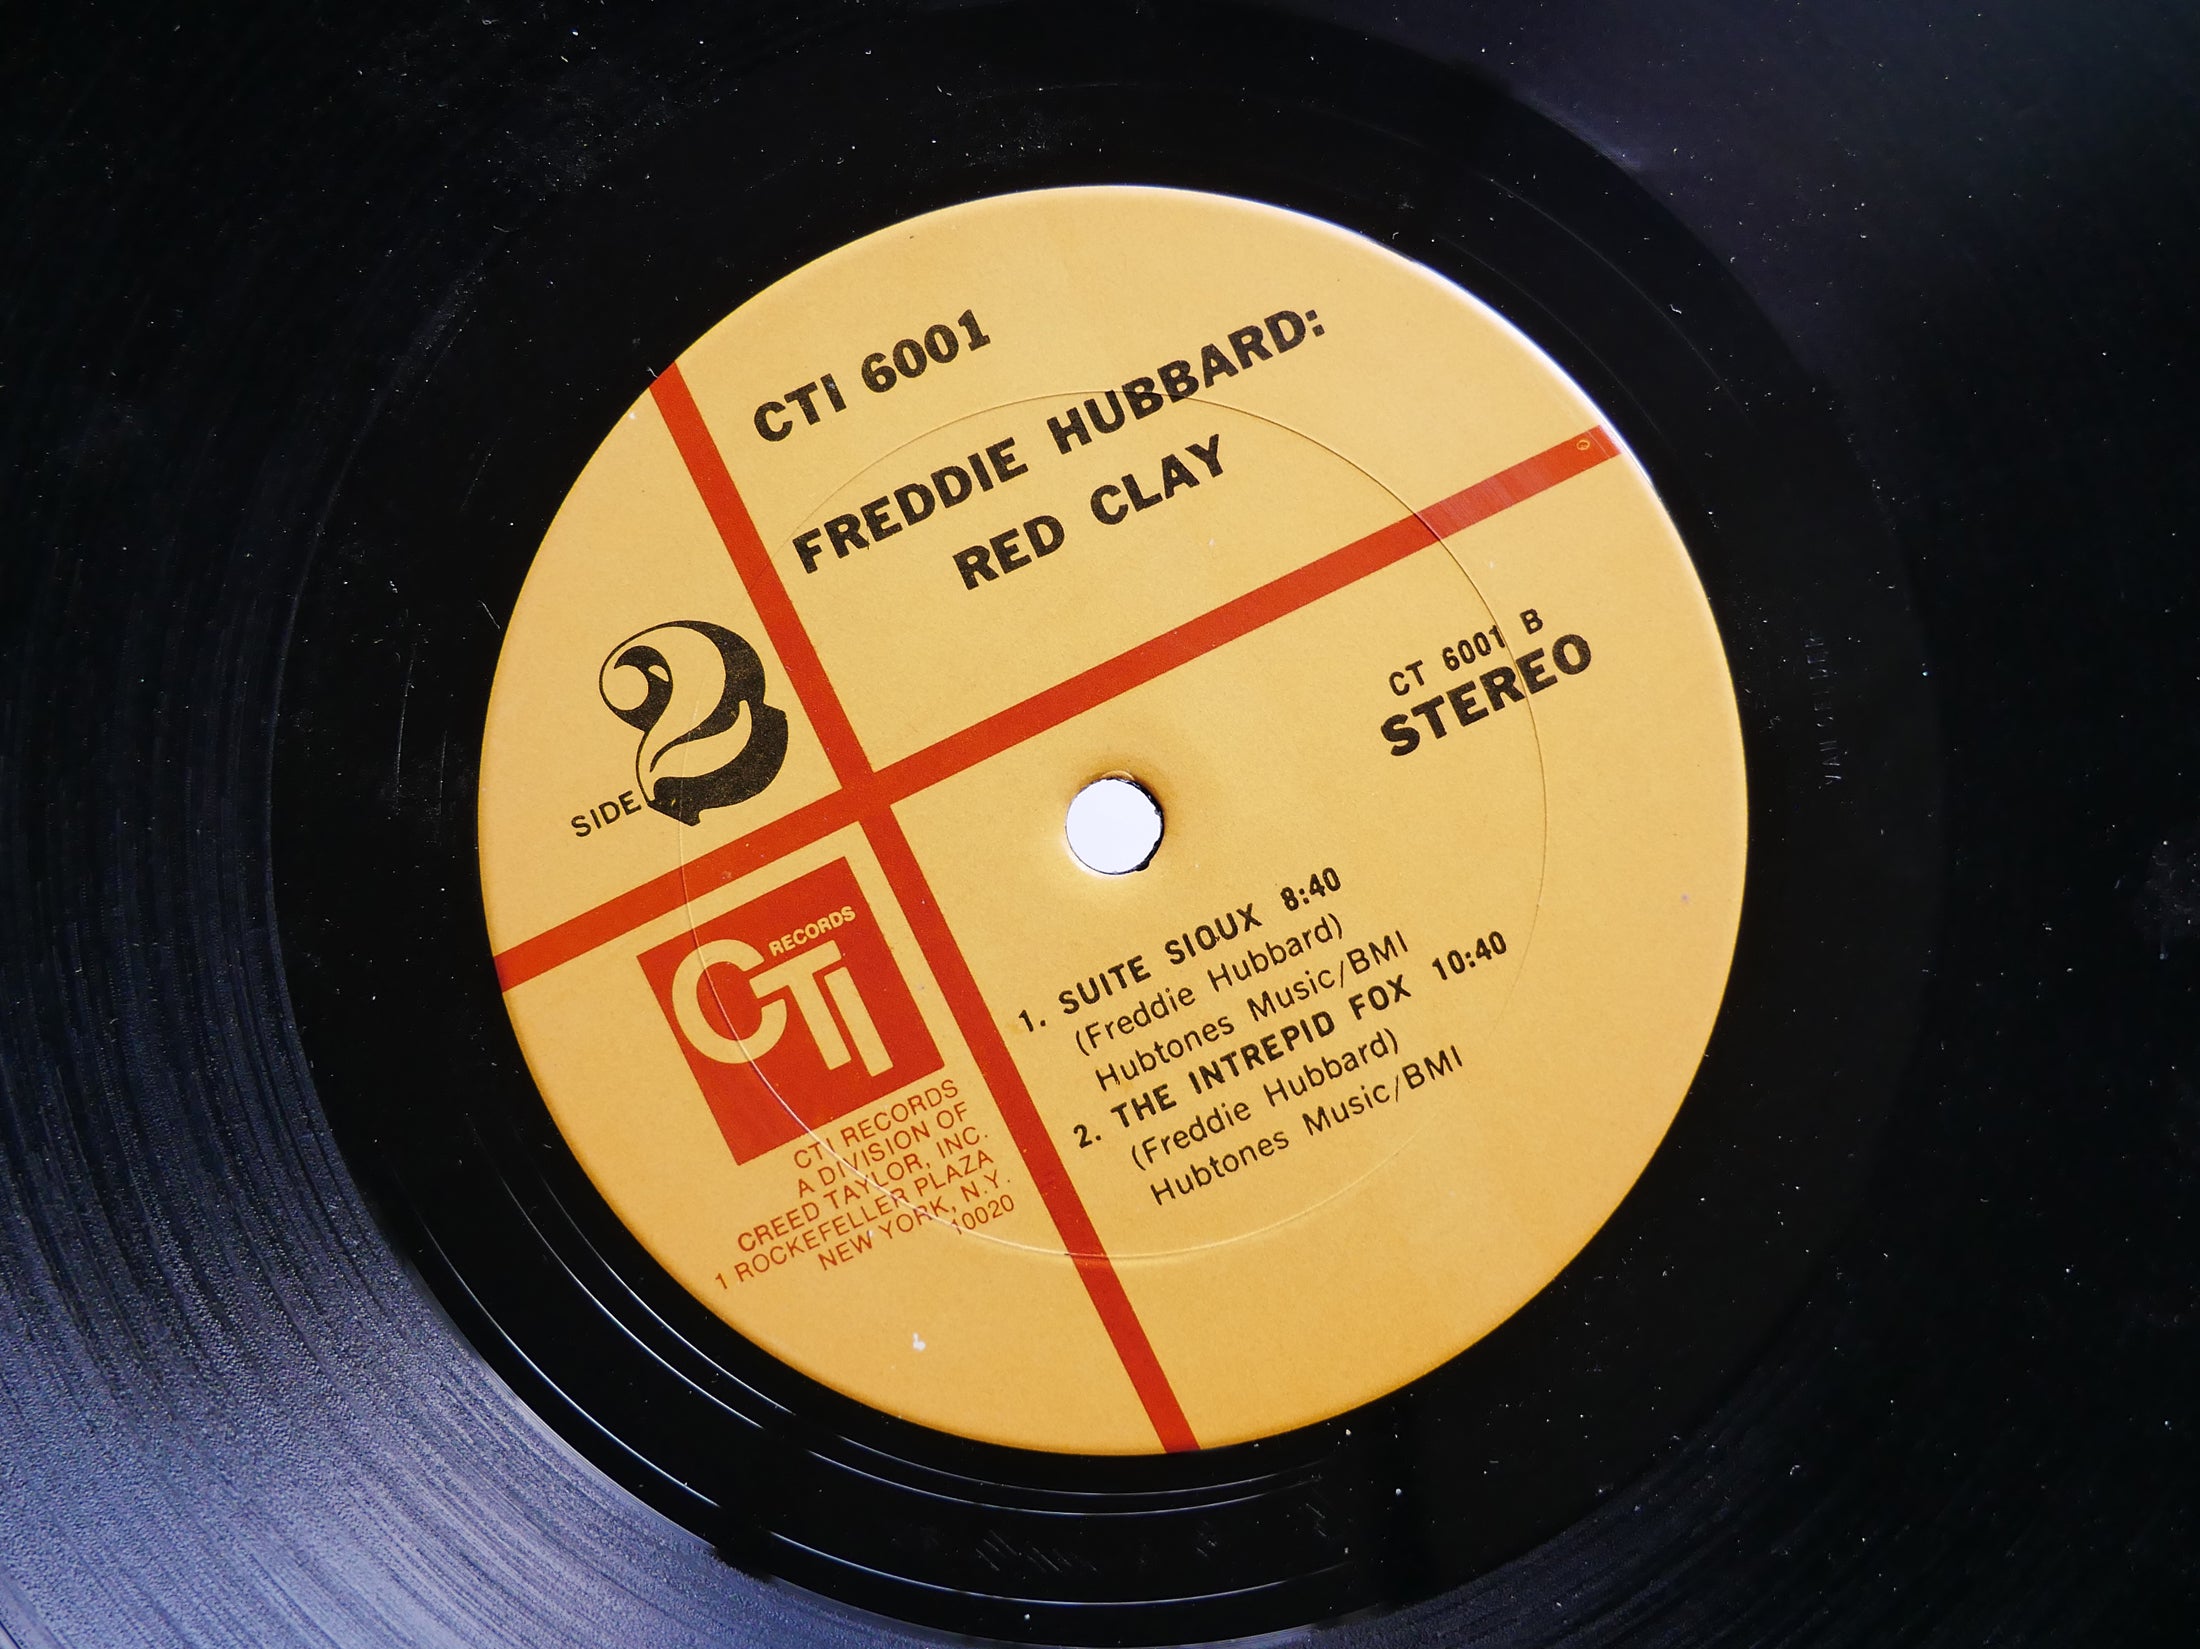 CTI 6001
FREDDIE HUBBARD:
RED CLAY
SIDE 2
CT 6001 B
STEREO
CTI RECORDS
CTI RECORDS
A DIVISION OF
CREED TAYLOR, INC.
1 ROCKEFELLER PLAZA
NEW YORK, N.Y.
10020
1. SUITE SIOUX 8:40
(Freddie Hubbard)
Hubtones Music/BMI
2. THE INTREPID FOX 10:40
(Freddie Hubbard)
Hubtones Music/BMI
VAN GELDER